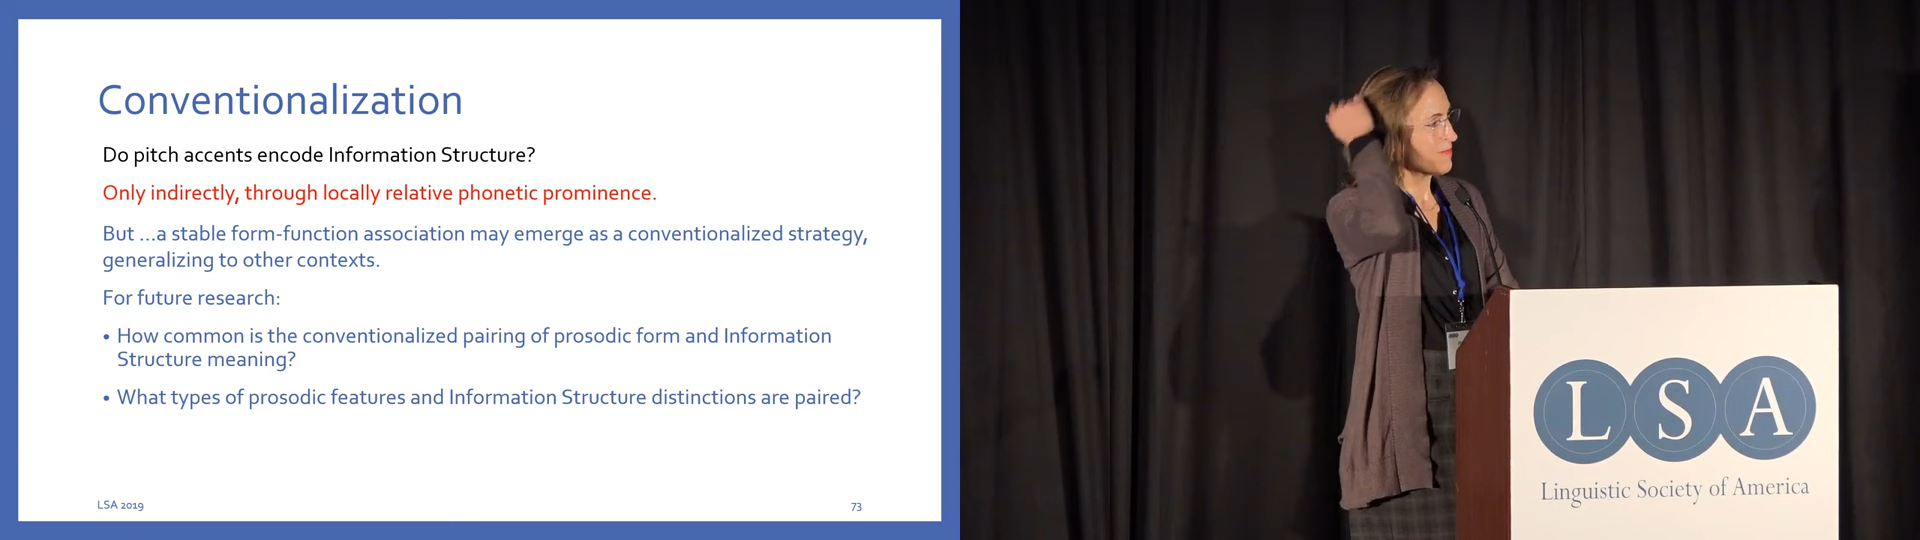 Conventionalization
Do pitch accents encode Information Structure?
Only indirectly, through locally relative phonetic prominence.
But ...a stable form-function association may emerge as a conventionalized strategy,
generalizing to other contexts.
For future research:
• How common is the conventionalized pairing of prosodic form and Information
Structure meaning?
• What types of prosodic features and Information Structure distinctions are paired?
LSA 2019
73
LSA
Linguistic Society of America